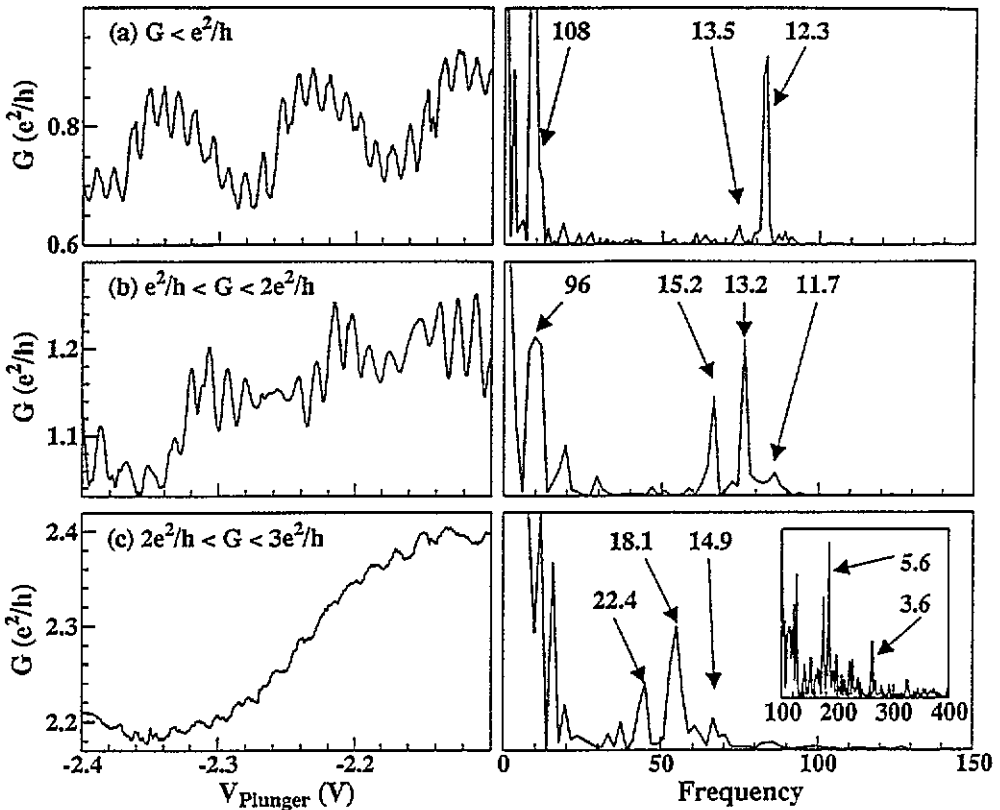 (a) G < e²/h
108
13.5
12.3
G (e²/h)
0.8
0.6
(b) e²/h < G < 2e²/h
96
15.2
13.2
11.7
G (e²/h)
1.2
1.1
(c) 2e²/h < G < 3e²/h
22.4
18.1
14.9
5.6
3.6
100 200 300 400
G (e²/h)
2.4
2.3
2.2
-2.4 -2.3 -2.2
V_Plunger (V)
0 50 100 150
Frequency